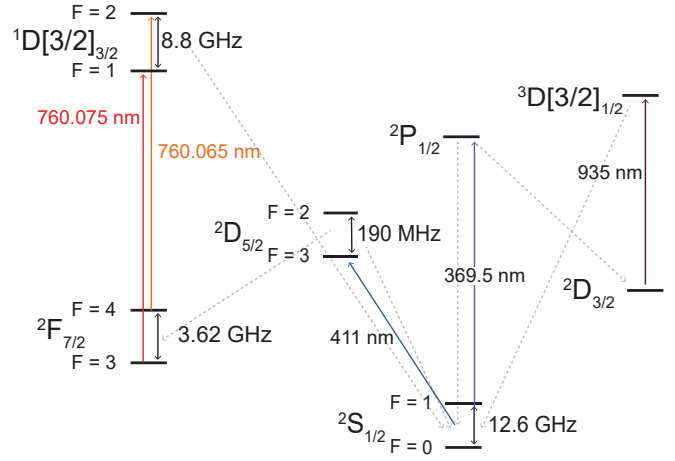 F = 2
¹D[3/2]₃/₂
8.8 GHz
F = 1
³D[3/2]₁/₂
760.075 nm
²P₁/₂
760.065 nm
935 nm
F = 2
²D₅/₂
190 MHz
F = 3
369.5 nm
²D₃/₂
F = 4
²F₇/₂
3.62 GHz
411 nm
F = 3
F = 1
²S₁/₂
12.6 GHz
F = 0